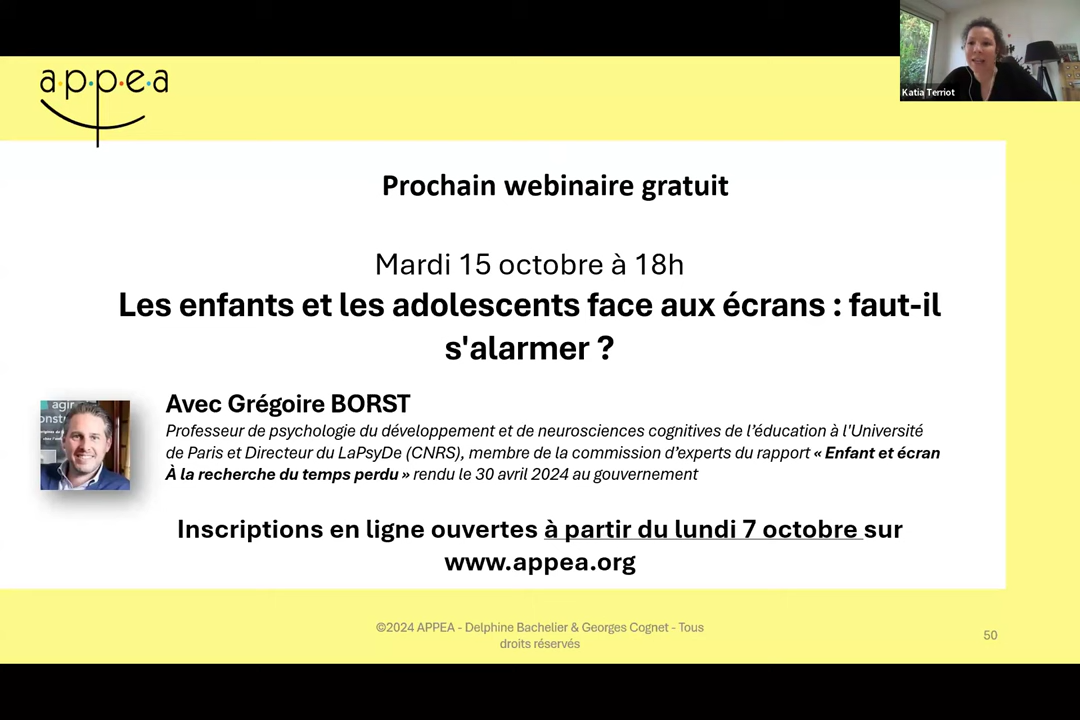 a·p·p·e·a
Katia Terriot
Prochain webinaire gratuit
Mardi 15 octobre à 18h
Les enfants et les adolescents face aux écrans : faut-il
s'alarmer ?
agir
onst
Avec Grégoire BORST
Professeur de psychologie du développement et de neurosciences cognitives de l'éducation à l'Université
de Paris et Directeur du LaPsyDe (CNRS), membre de la commission d'experts du rapport « Enfant et écran
À la recherche du temps perdu » rendu le 30 avril 2024 au gouvernement
Inscriptions en ligne ouvertes à partir du lundi 7 octobre sur
www.appea.org
©2024 APPEA - Delphine Bachelier & Georges Cognet - Tous
droits réservés
50